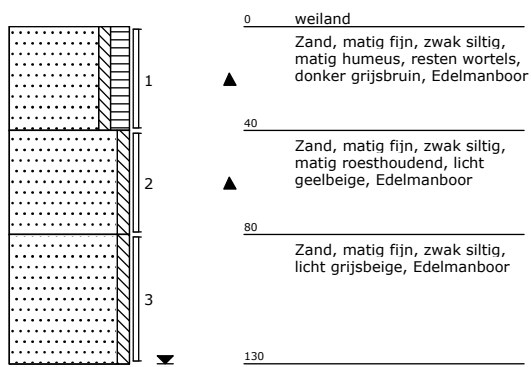 0 weiland
Zand, matig fijn, zwak siltig,
matig humeus, resten wortels,
donker grijsbruin, Edelmanboor
1
40
Zand, matig fijn, zwak siltig,
matig roesthoudend, licht
geelbeige, Edelmanboor
2
80
Zand, matig fijn, zwak siltig,
licht grijsbeige, Edelmanboor
3
130